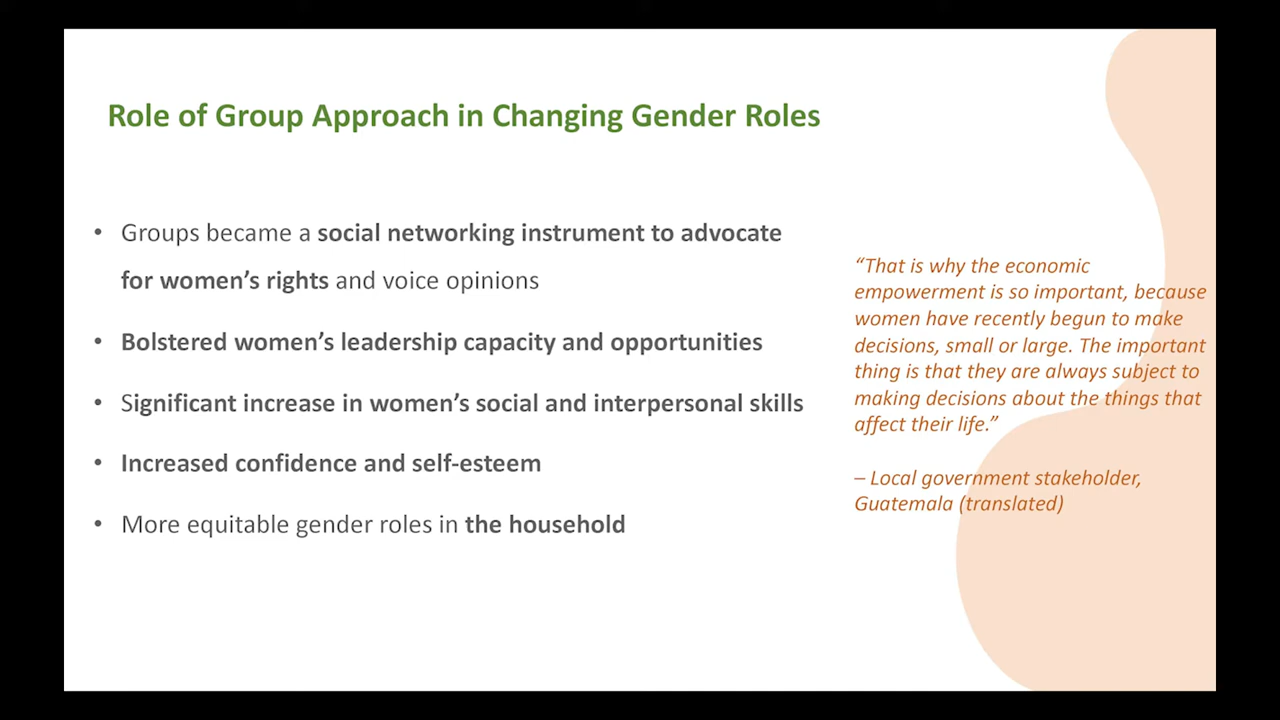 Role of Group Approach in Changing Gender Roles
• Groups became a social networking instrument to advocate
for women’s rights and voice opinions
• Bolstered women’s leadership capacity and opportunities
• Significant increase in women’s social and interpersonal skills
• Increased confidence and self-esteem
• More equitable gender roles in the household
“That is why the economic
empowerment is so important, because
women have recently begun to make
decisions, small or large. The important
thing is that they are always subject to
making decisions about the things that
affect their life.”
– Local government stakeholder,
Guatemala (translated)